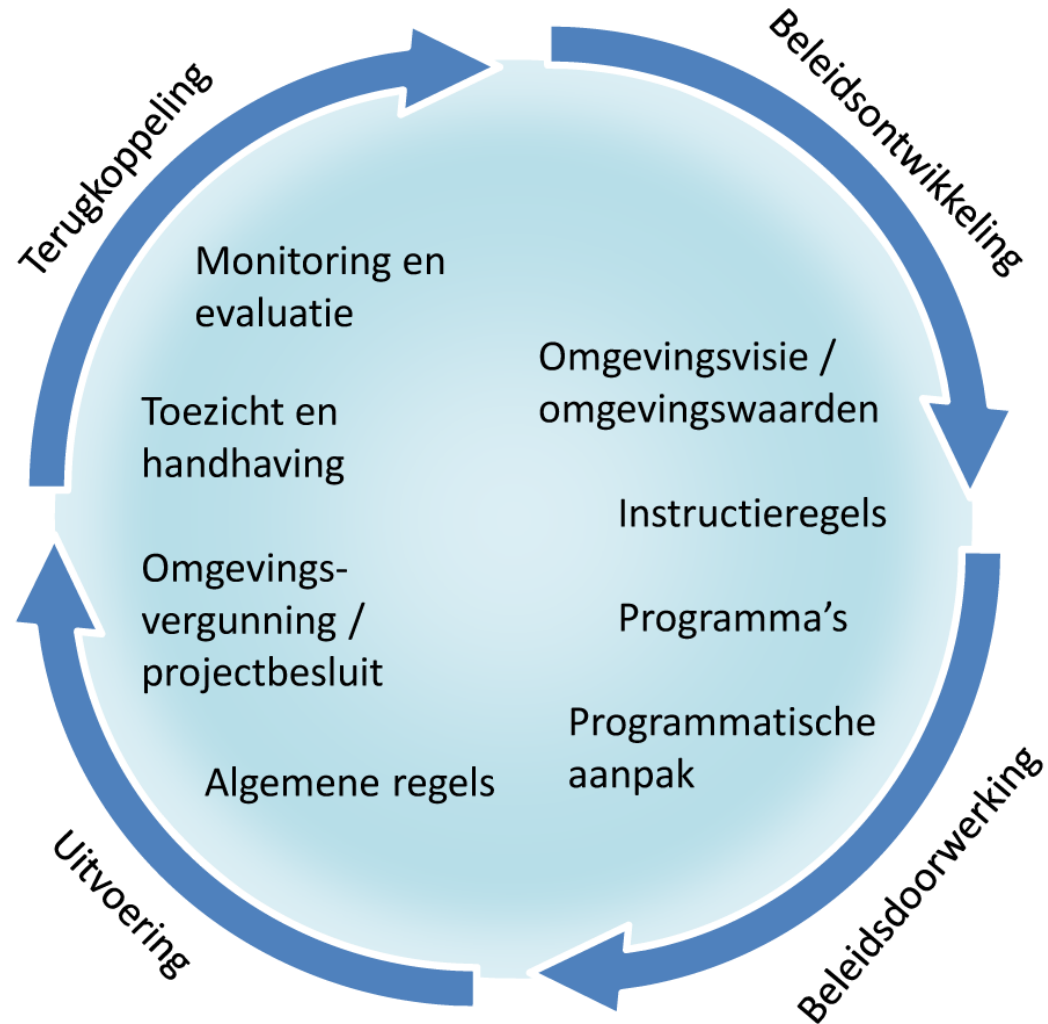 Beleidsontwikkeling
Terugkoppeling
Monitoring en
evaluatie
Omgevingsvisie /
omgevingswaarden
Toezicht en
handhaving
Instructieregels
Omgevings-
vergunning /
projectbesluit
Programma’s
Programmatische
aanpak
Algemene regels
Uitvoering
Beleidsdoorwerking